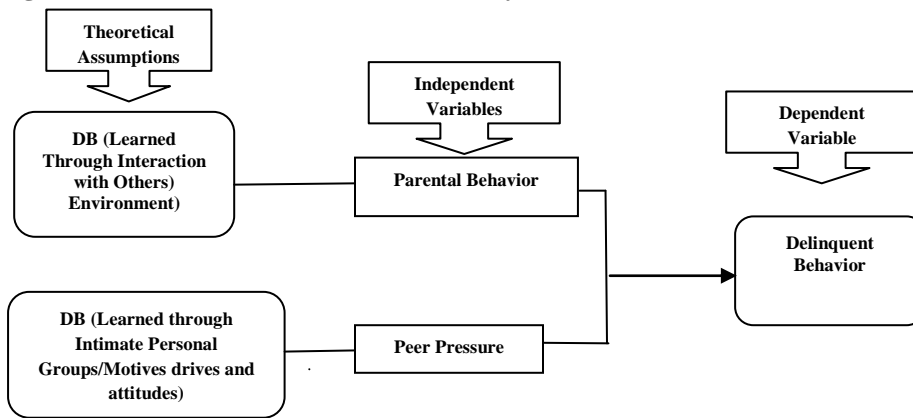 Theoretical
Assumptions
Independent
Variables
Dependent
Variable
DB (Learned
Through Interaction
with Others)
Environment)
Parental Behavior
Delinquent
Behavior
DB (Learned through
Intimate Personal
Groups/Motives drives and
attitudes)
Peer Pressure